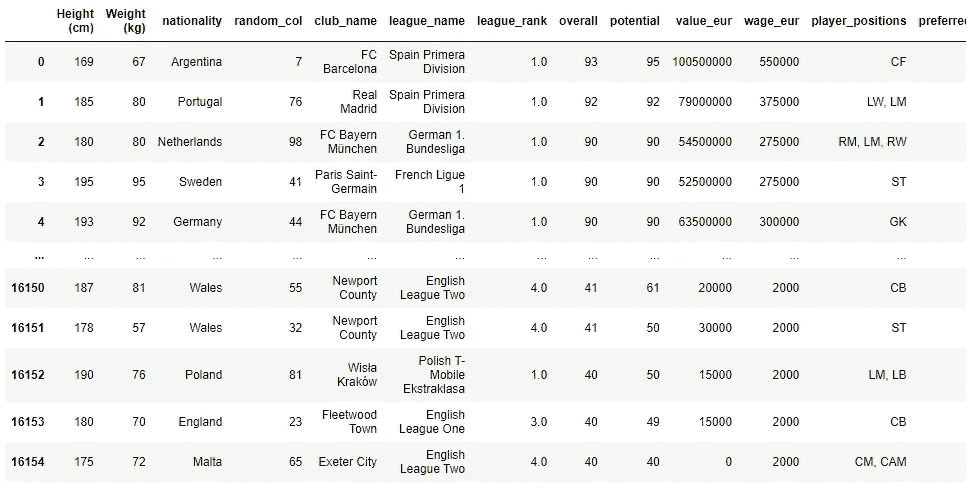 Height (cm) Weight (kg) nationality random_col club_name league_name league_rank overall potential value_eur wage_eur player_positions preferred
0 169 67 Argentina 7 FC Barcelona Spain Primera Division 1.0 93 95 100500000 550000 CF
1 185 80 Portugal 76 Real Madrid Spain Primera Division 1.0 92 92 79000000 375000 LW, LM
2 180 80 Netherlands 98 FC Bayern München German 1. Bundesliga 1.0 90 90 54500000 275000 RM, LM, RW
3 195 95 Sweden 41 Paris Saint-Germain French Ligue 1 1.0 90 90 52500000 275000 ST
4 193 92 Germany 44 FC Bayern München German 1. Bundesliga 1.0 90 90 63500000 300000 GK
... ... ... ... ... ... ... ... ... ... ... ... ...
16150 187 81 Wales 55 Newport County English League Two 4.0 41 61 20000 2000 CB
16151 178 57 Wales 32 Newport County English League Two 4.0 41 50 30000 2000 ST
16152 190 76 Poland 81 Wisła Kraków Polish T-Mobile Ekstraklasa 1.0 40 50 15000 2000 LM, LB
16153 180 70 England 23 Fleetwood Town English League One 3.0 40 49 15000 2000 CB
16154 175 72 Malta 65 Exeter City English League Two 4.0 40 40 0 2000 CM, CAM